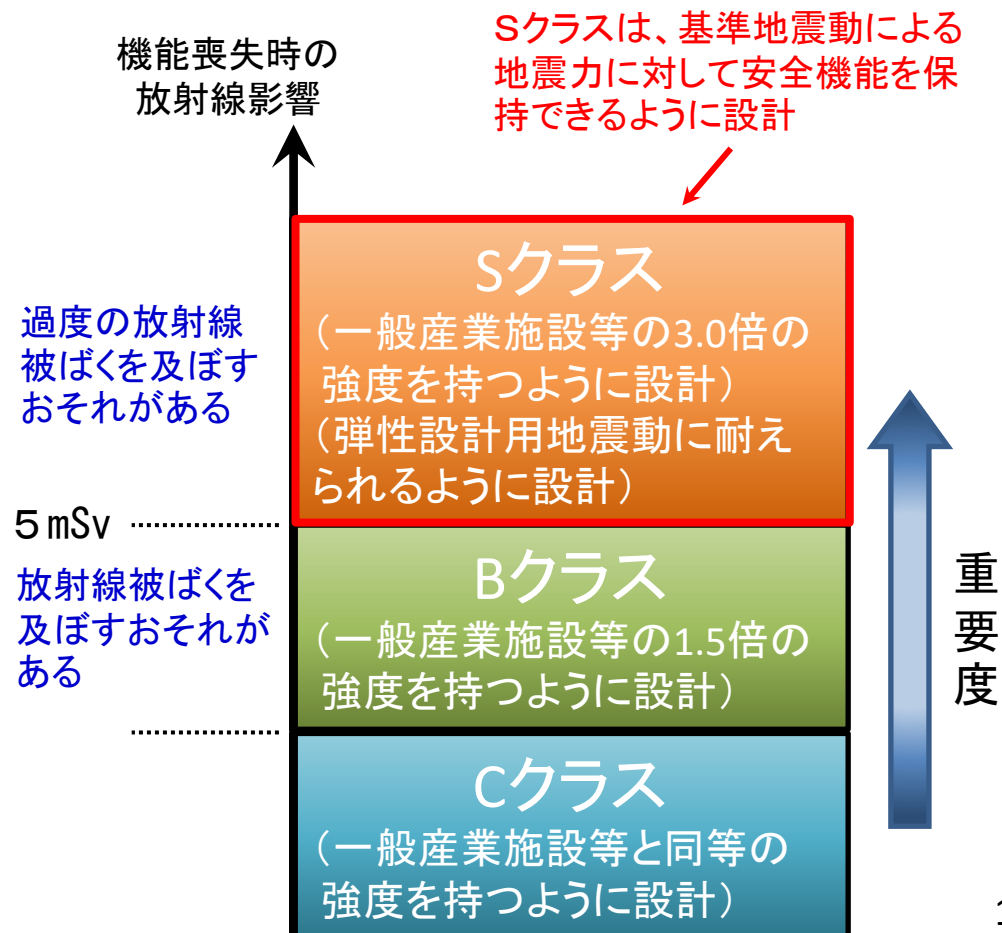 機能喪失時の
放射線影響
Sクラスは、基準地震動による
地震力に対して安全機能を保
持できるように設計
Sクラス
（一般産業施設等の3.0倍の
強度を持つように設計）
（弾性設計用地震動に耐え
られるように設計）
過度の放射線
被ばくを及ぼす
おそれがある
５mSv
放射線被ばくを
及ぼすおそれが
ある
Bクラス
（一般産業施設等の1.5倍の
強度を持つように設計）
Cクラス
（一般産業施設等と同等の
強度を持つように設計）
重要度